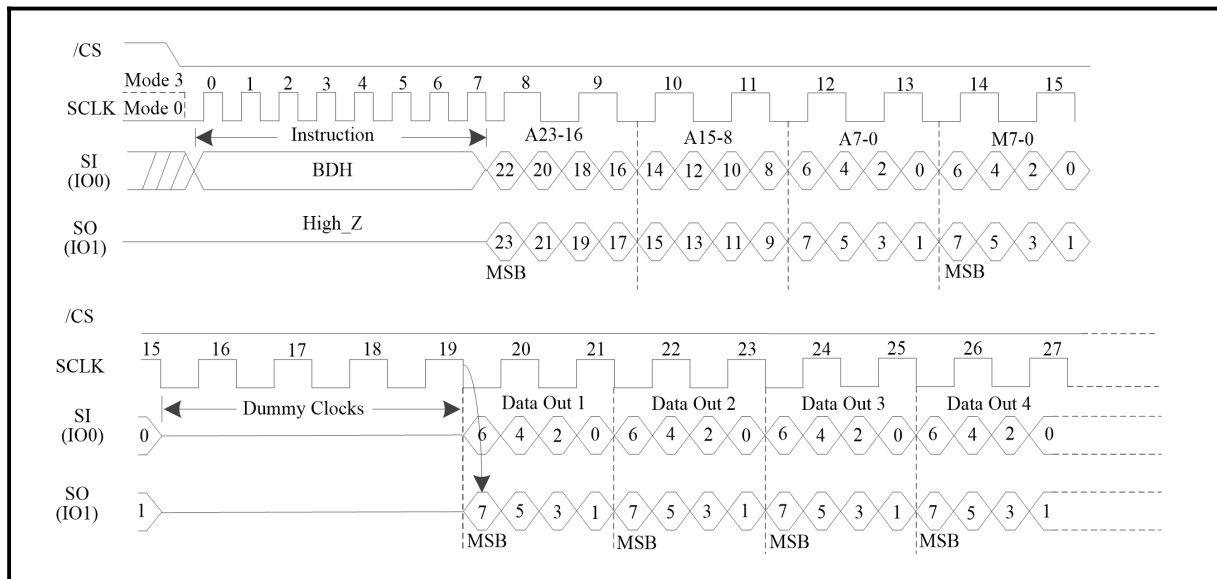 /CS
Mode 3
0 1 2 3 4 5 6 7 8 9 10 11 12 13 14 15
SCLK
Mode 0
Instruction
A23-16 A15-8 A7-0 M7-0
SI
(IO0)
BDH
22 20 18 16 14 12 10 8 6 4 2 0 6 4 2 0
High_Z
SO
(IO1)
23 21 19 17 15 13 11 9 7 5 3 1 7 5 3 1
MSB MSB
/CS
15 16 17 18 19 20 21 22 23 24 25 26 27
SCLK
Dummy Clocks
Data Out 1 Data Out 2 Data Out 3 Data Out 4
SI
(IO0)
0 6 4 2 0 6 4 2 0 6 4 2 0 6 4 2 0
SO
(IO1)
1 7 5 3 1 7 5 3 1 7 5 3 1 7 5 3 1
MSB MSB MSB MSB